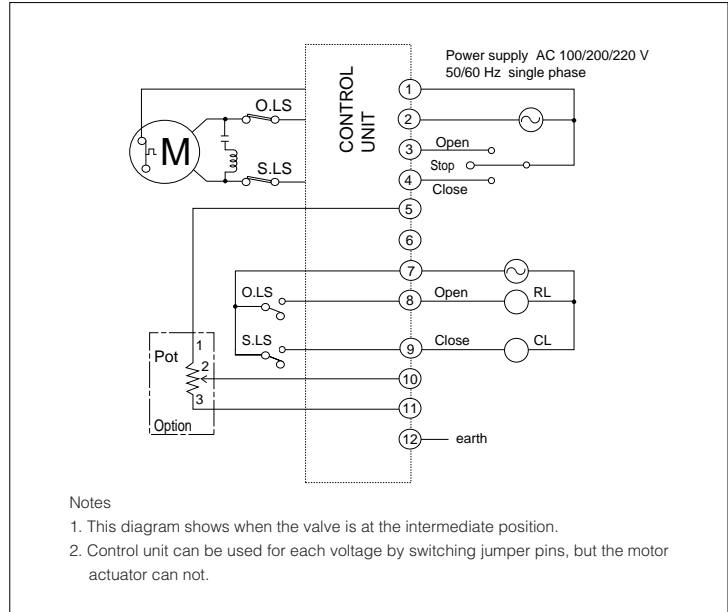 Power supply AC 100/200/220 V
50/60 Hz single phase
CONTROL
UNIT
O.LS
M
S.LS
1
2
3
Open
Stop
4
Close
5
6
7
O.LS
8
Open
RL
S.LS
9
Close
CL
Pot
1
2
3
Option
10
11
12
earth
Notes
1. This diagram shows when the valve is at the intermediate position.
2. Control unit can be used for each voltage by switching jumper pins, but the motor
actuator can not.